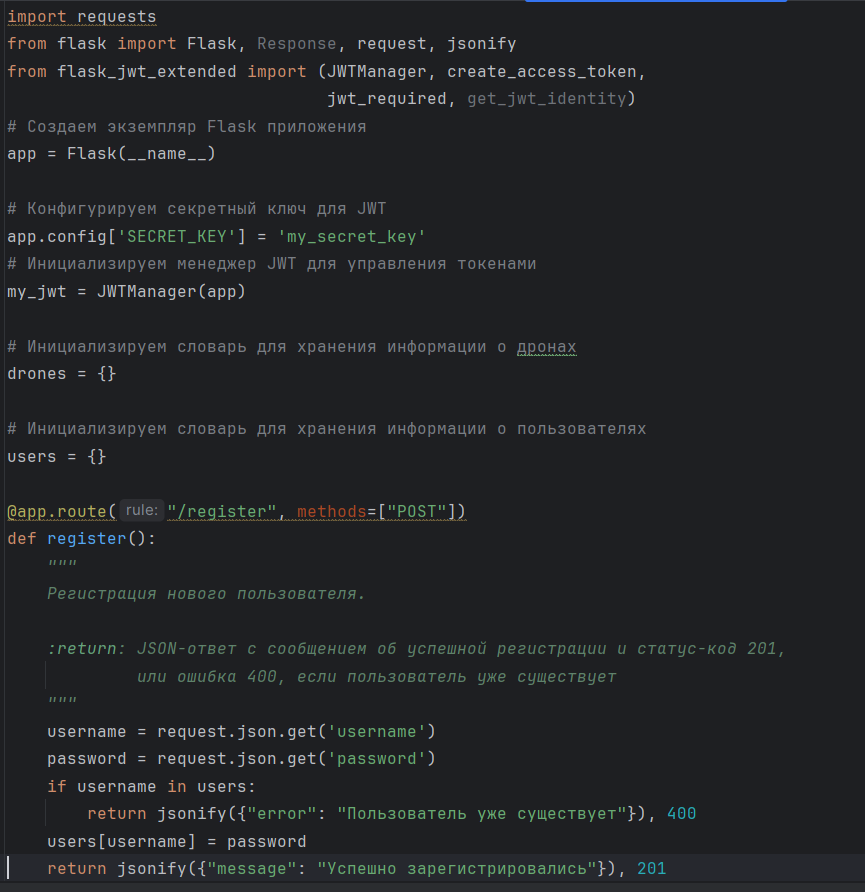 import requests
from flask import Flask, Response, request, jsonify
from flask_jwt_extended import (JWTManager, create_access_token,
                                jwt_required, get_jwt_identity)
# Создаем экземпляр Flask приложения
app = Flask(__name__)

# Конфигурируем секретный ключ для JWT
app.config['SECRET_KEY'] = 'my_secret_key'
# Инициализируем менеджер JWT для управления токенами
my_jwt = JWTManager(app)

# Инициализируем словарь для хранения информации о дронах
drones = {}

# Инициализируем словарь для хранения информации о пользователях
users = {}

@app.route( rule: "/register", methods=["POST"])
def register():
    """
    Регистрация нового пользователя.

    :return: JSON-ответ с сообщением об успешной регистрации и статус-код 201,
             или ошибка 400, если пользователь уже существует
    """
    username = request.json.get('username')
    password = request.json.get('password')
    if username in users:
        return jsonify({"error": "Пользователь уже существует"}), 400
    users[username] = password
    return jsonify({"message": "Успешно зарегистрировались"}), 201